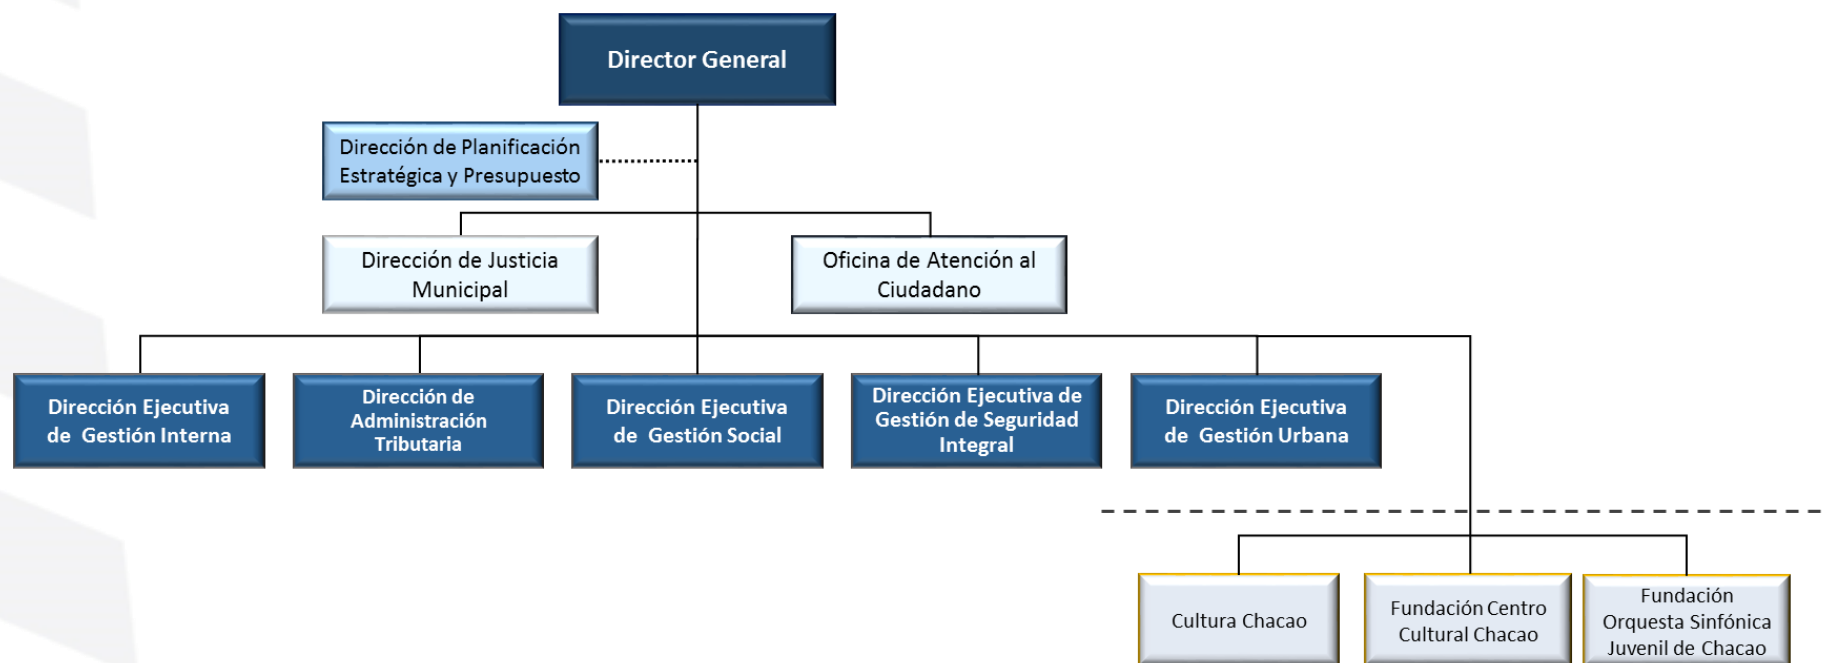 Director General
Dirección de Planificación
Estratégica y Presupuesto
Dirección de Justicia
Municipal
Oficina de Atención al
Ciudadano
Dirección Ejecutiva
de Gestión Interna
Dirección de
Administración
Tributaria
Dirección Ejecutiva
de Gestión Social
Dirección Ejecutiva de
Gestión de Seguridad
Integral
Dirección Ejecutiva
de Gestión Urbana
Cultura Chacao
Fundación Centro
Cultural Chacao
Fundación
Orquesta Sinfónica
Juvenil de Chacao